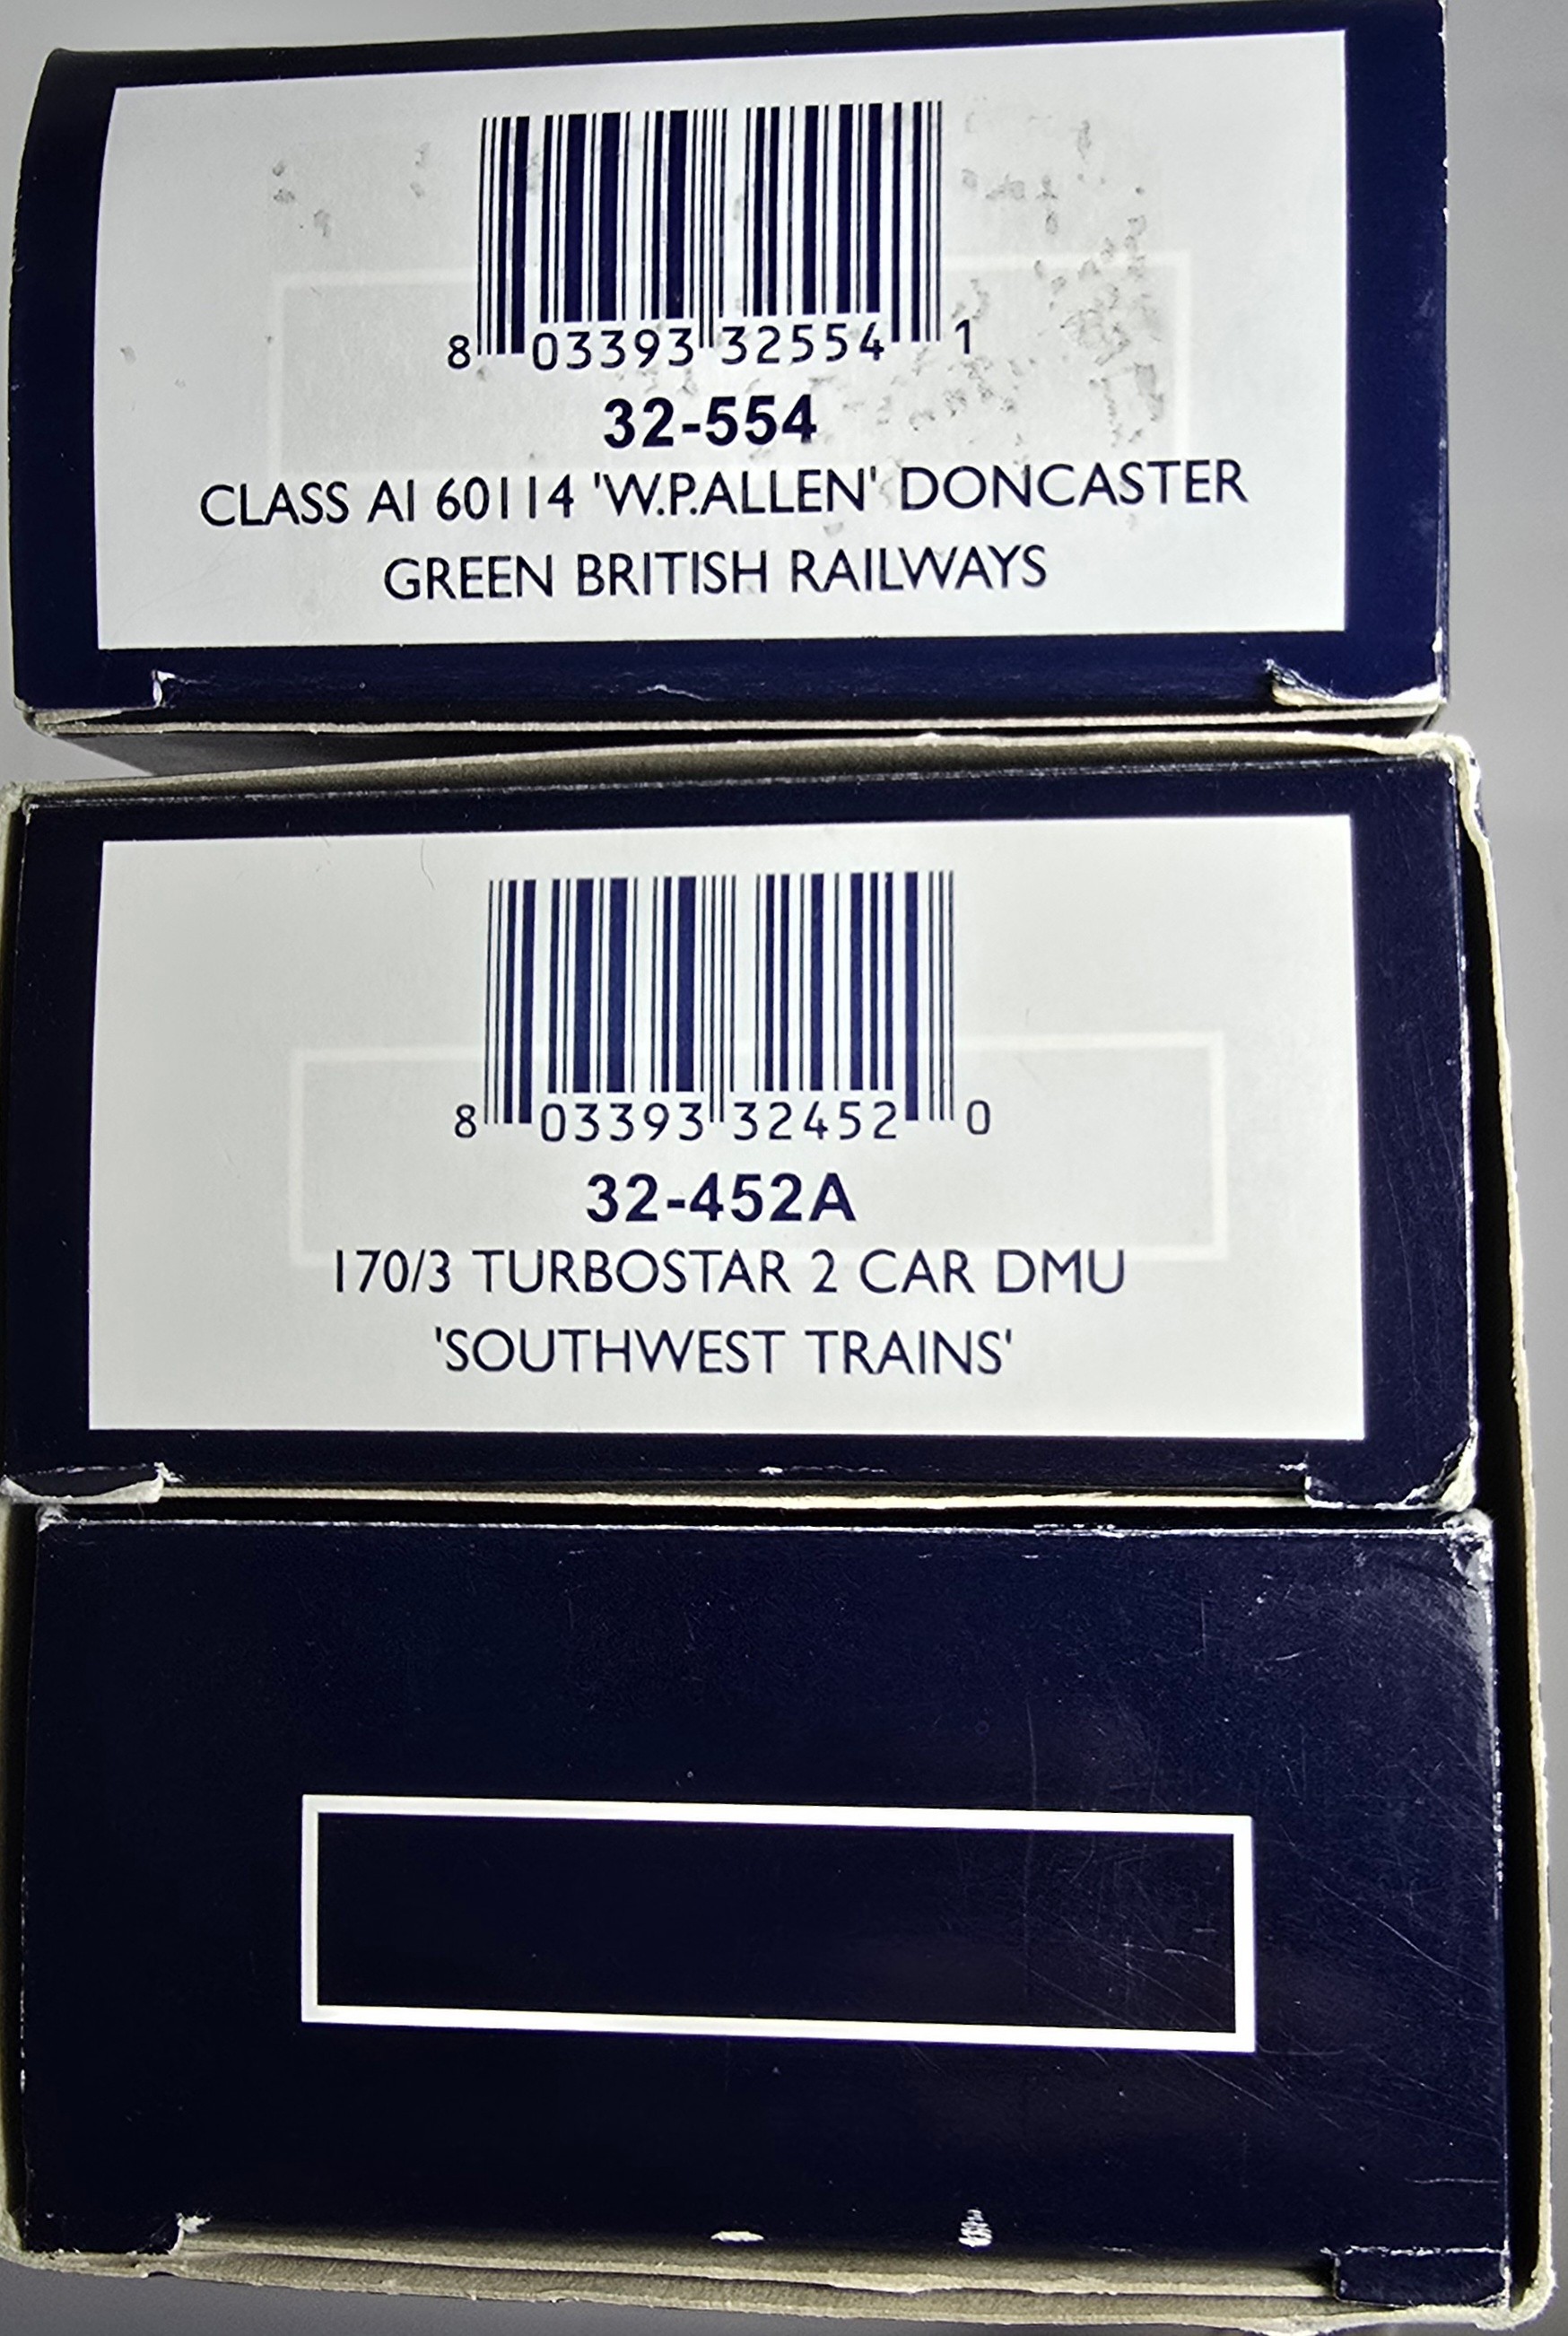 8 03393 32554 1
32-554
CLASS A1 60114 'W.P.ALLEN' DONCASTER
GREEN BRITISH RAILWAYS
8 03393 32452 0
32-452A
170/3 TURBOSTAR 2 CAR DMU
'SOUTHWEST TRAINS'